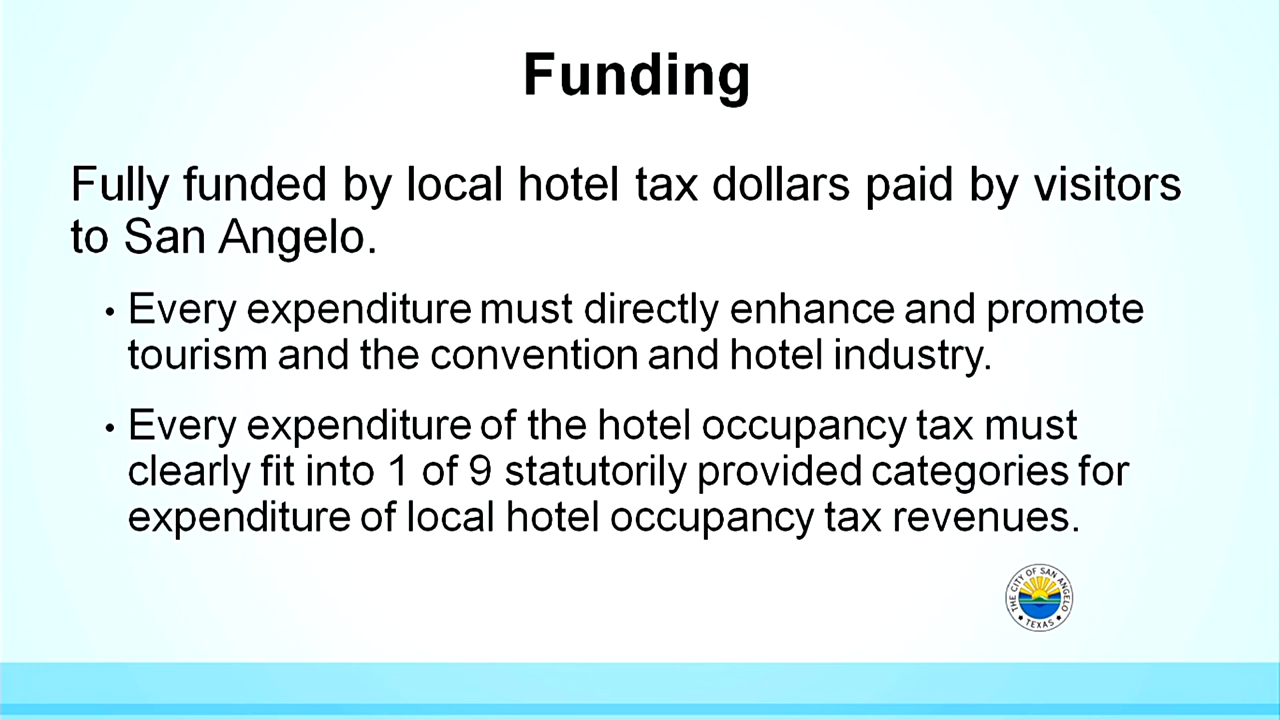 Funding
Fully funded by local hotel tax dollars paid by visitors
to San Angelo.
• Every expenditure must directly enhance and promote
tourism and the convention and hotel industry.
• Every expenditure of the hotel occupancy tax must
clearly fit into 1 of 9 statutorily provided categories for
expenditure of local hotel occupancy tax revenues.
THE CITY OF SAN ANGELO
TEXAS